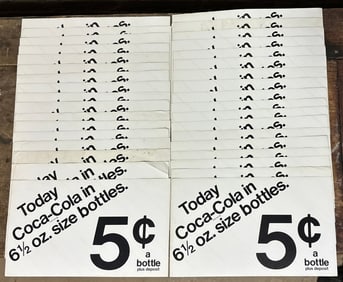 Today
Coca-Cola in
6½ oz. size bottles.
5¢
a
bottle
plus deposit
Today
Coca-Cola in
6½ oz. size bottles.
5¢
a
bottle
plus deposit